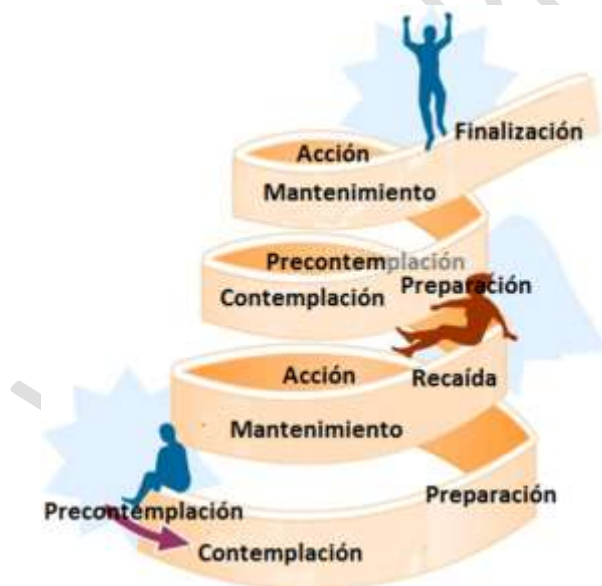 Finalización
Acción
Mantenimiento
Precontemplación
Preparación
Contemplación
Acción
Recaída
Mantenimiento
Preparación
Precontemplación
Contemplación